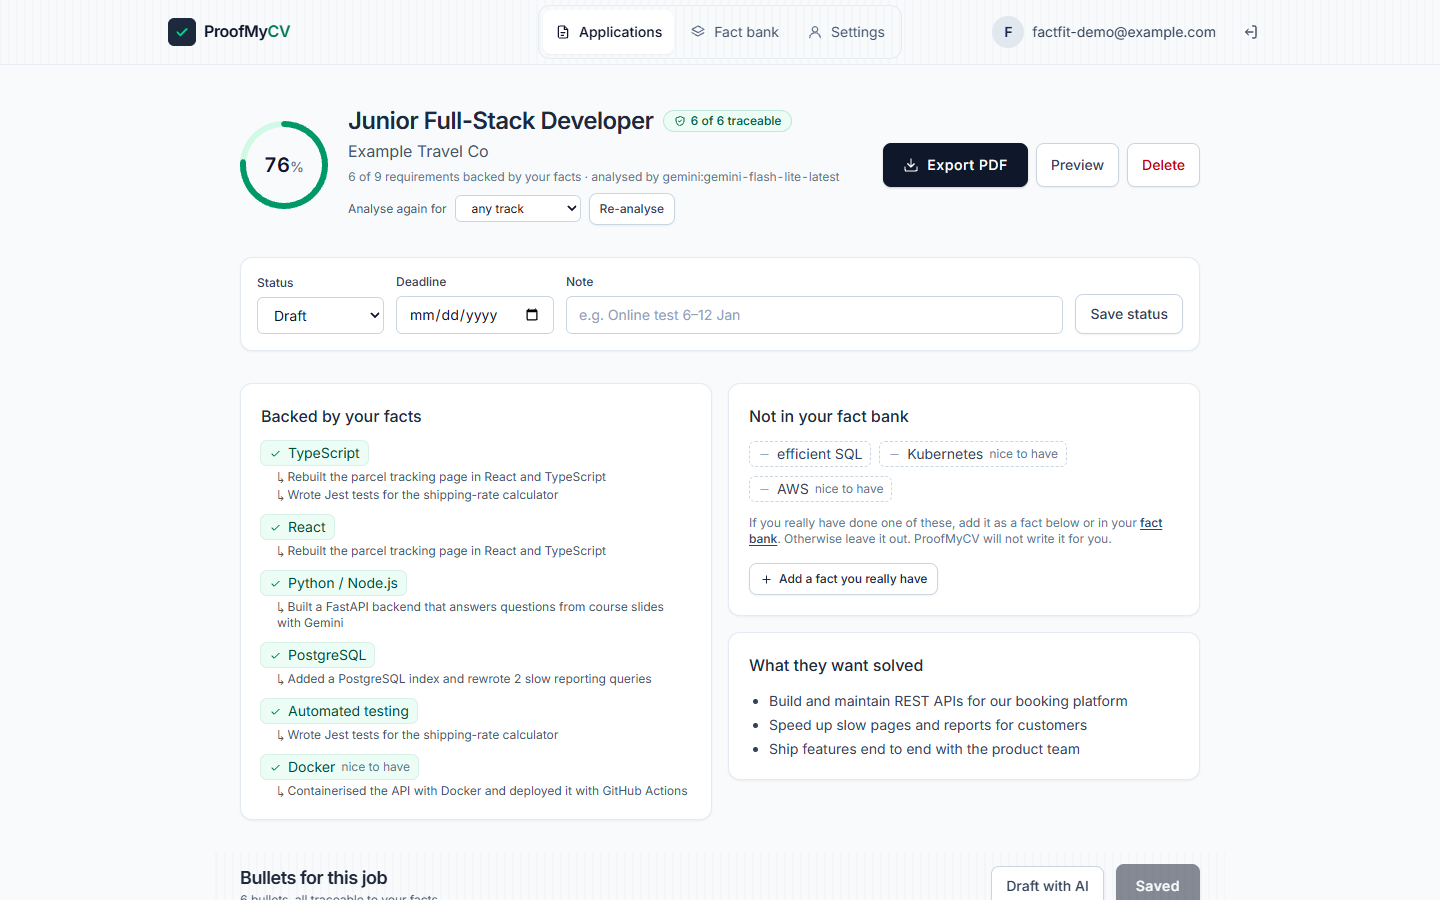 ProofMyCV
Applications
Fact bank
Settings
F
factfit-demo@example.com
76%
Junior Full-Stack Developer
6 of 6 traceable
Example Travel Co
6 of 9 requirements backed by your facts · analysed by gemini:gemini-flash-lite-latest
Analyse again for
any track
Re-analyse
Export PDF
Preview
Delete
Status
Draft
Deadline
mm/dd/yyyy
Note
e.g. Online test 6–12 Jan
Save status
Backed by your facts
✓ TypeScript
↳ Rebuilt the parcel tracking page in React and TypeScript
↳ Wrote Jest tests for the shipping-rate calculator
✓ React
↳ Rebuilt the parcel tracking page in React and TypeScript
✓ Python / Node.js
↳ Built a FastAPI backend that answers questions from course slides
with Gemini
✓ PostgreSQL
↳ Added a PostgreSQL index and rewrote 2 slow reporting queries
✓ Automated testing
↳ Wrote Jest tests for the shipping-rate calculator
✓ Docker nice to have
↳ Containerised the API with Docker and deployed it with GitHub Actions
Not in your fact bank
– efficient SQL
– Kubernetes nice to have
– AWS nice to have
If you really have done one of these, add it as a fact below or in your fact
bank. Otherwise leave it out. ProofMyCV will not write it for you.
+ Add a fact you really have
What they want solved
• Build and maintain REST APIs for our booking platform
• Speed up slow pages and reports for customers
• Ship features end to end with the product team
Bullets for this job
6 bullets, all traceable to your facts
Draft with AI
Saved